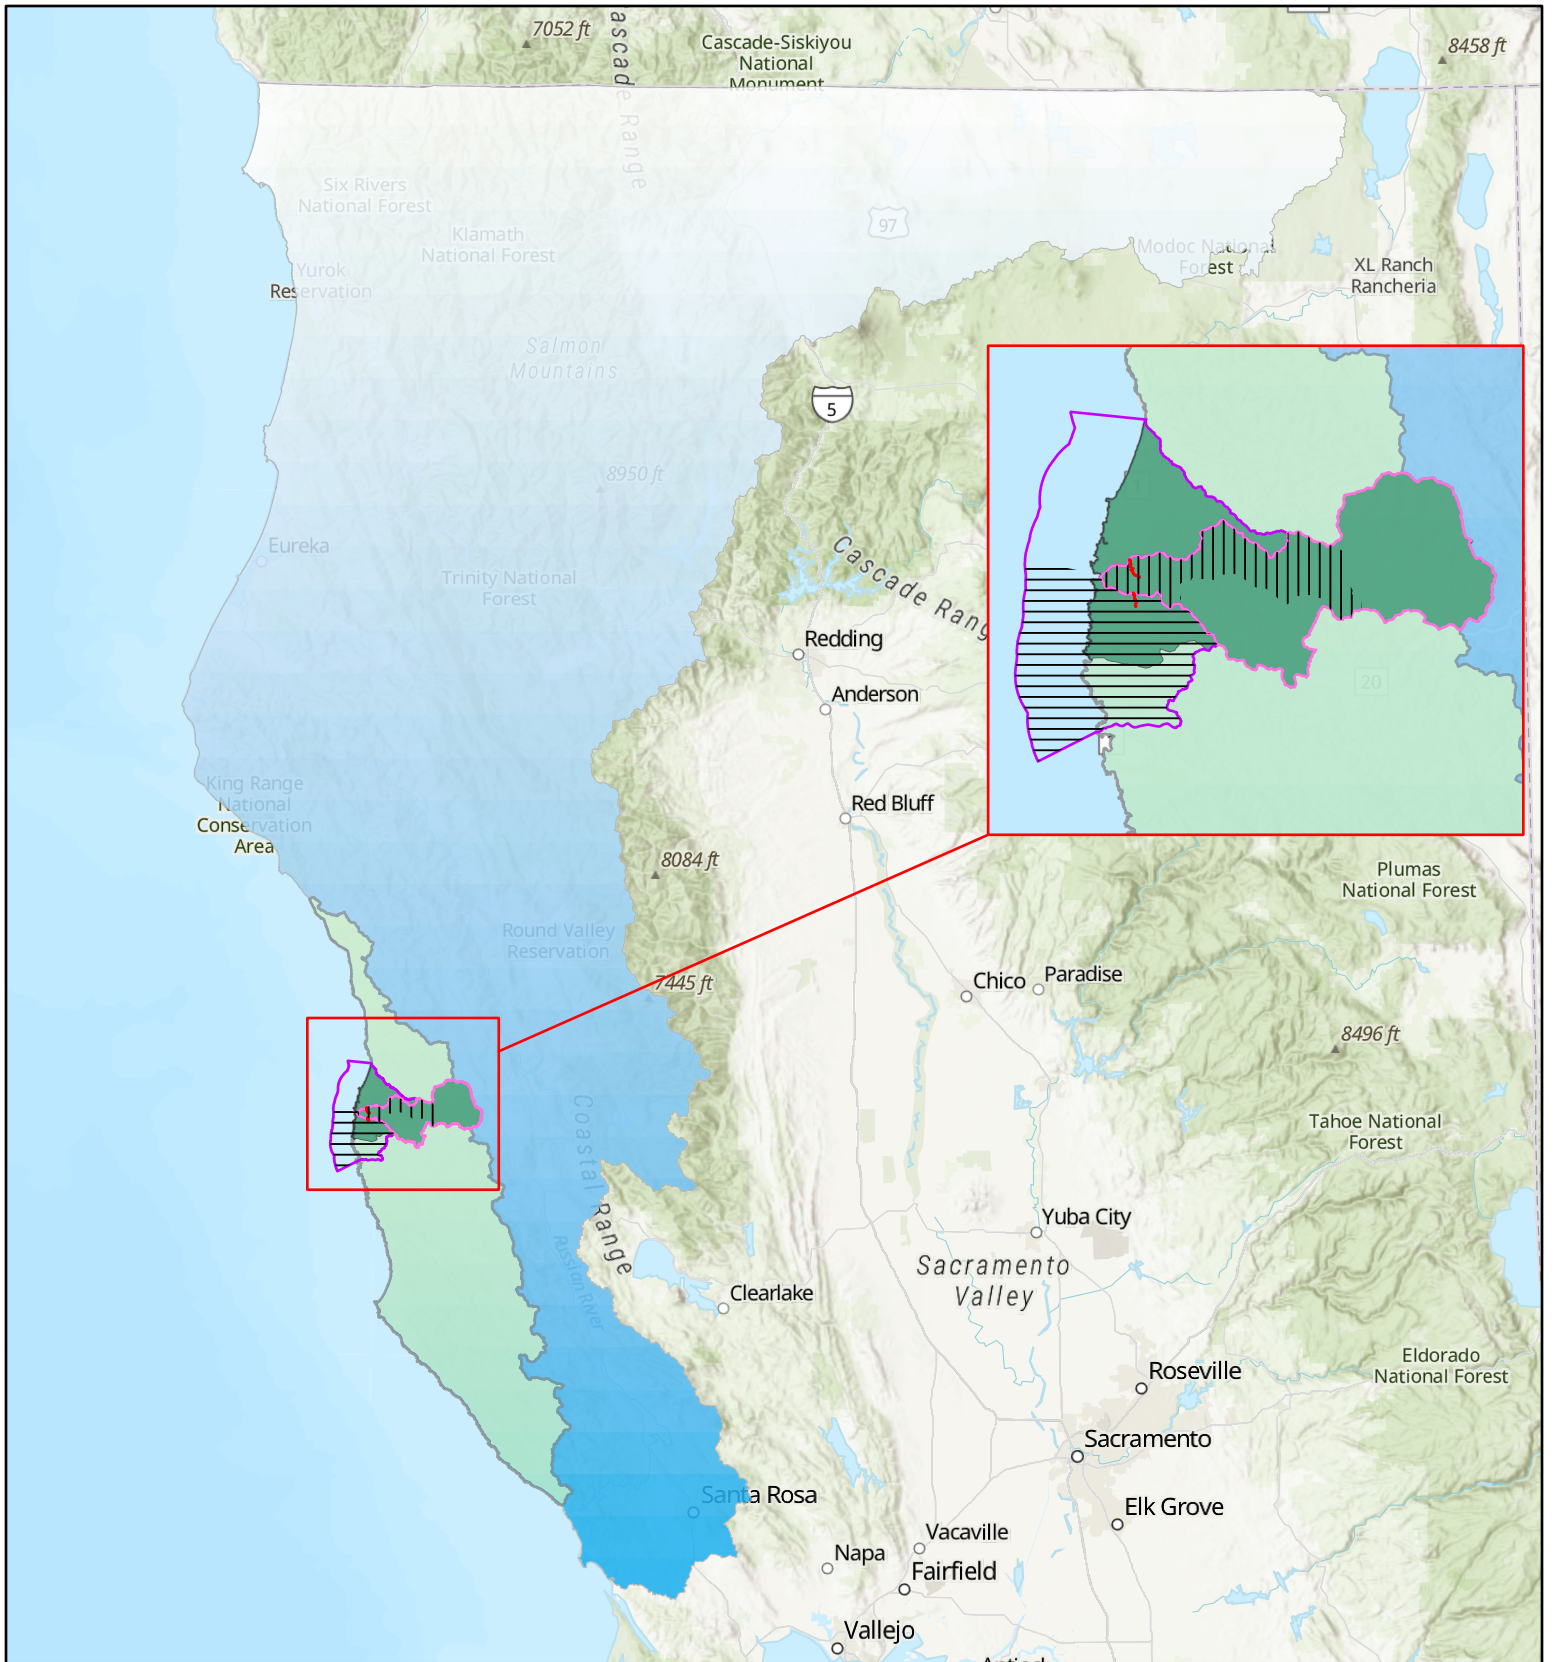 7052 ft
Cascade-Siskiyou
National
Monument
8458 ft
ascade Range
Six Rivers
National Forest
97
Klamath
National Forest
Modoc National
Forest
Yurok
Reservation
XL Ranch
Rancheria
Salmon
Mountains
5
8950 ft
Eureka
Trinity National
Forest
Cascade Rang
Redding
Anderson
20
King Range
National
Conservation
Area
Red Bluff
8084 ft
Plumas
National Forest
Round Valley
Reservation
7445 ft
Chico
Paradise
8496 ft
Coastal Range
Tahoe National
Forest
Yuba City
Russian River
Sacramento
Valley
Clearlake
Eldorado
National Forest
Roseville
Sacramento
Santa Rosa
Elk Grove
Vacaville
Napa
Fairfield
Vallejo